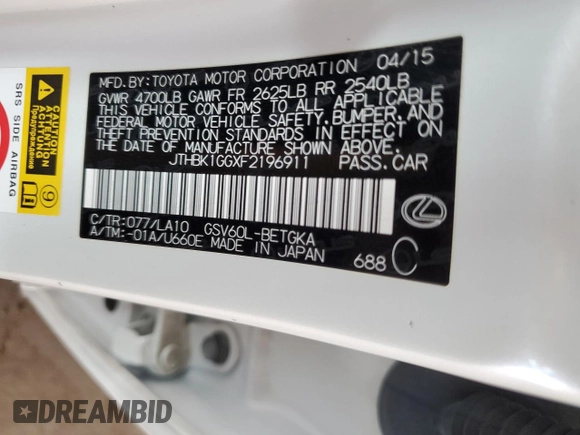 MFD.BY:TOYOTA MOTOR CORPORATION 04/15
GVWR 4700LB GAWR FR 2625LB RR 2540LB
THIS VEHICLE CONFORMS TO ALL APPLICABLE
FEDERAL MOTOR VEHICLE SAFETY,BUMPER,AND
THEFT PREVENTION STANDARDS IN EFFECT ON
THE DATE OF MANUFACTURE SHOWN ABOVE.
JTHBK1GGXF2196911 PASS.CAR
C/TR:077/LA10 GSV60L-BETGKA
A/TM:-01A/U660E MADE IN JAPAN
688
SRS SIDE AIRBAG
Предупреждение
9
DREAMBID